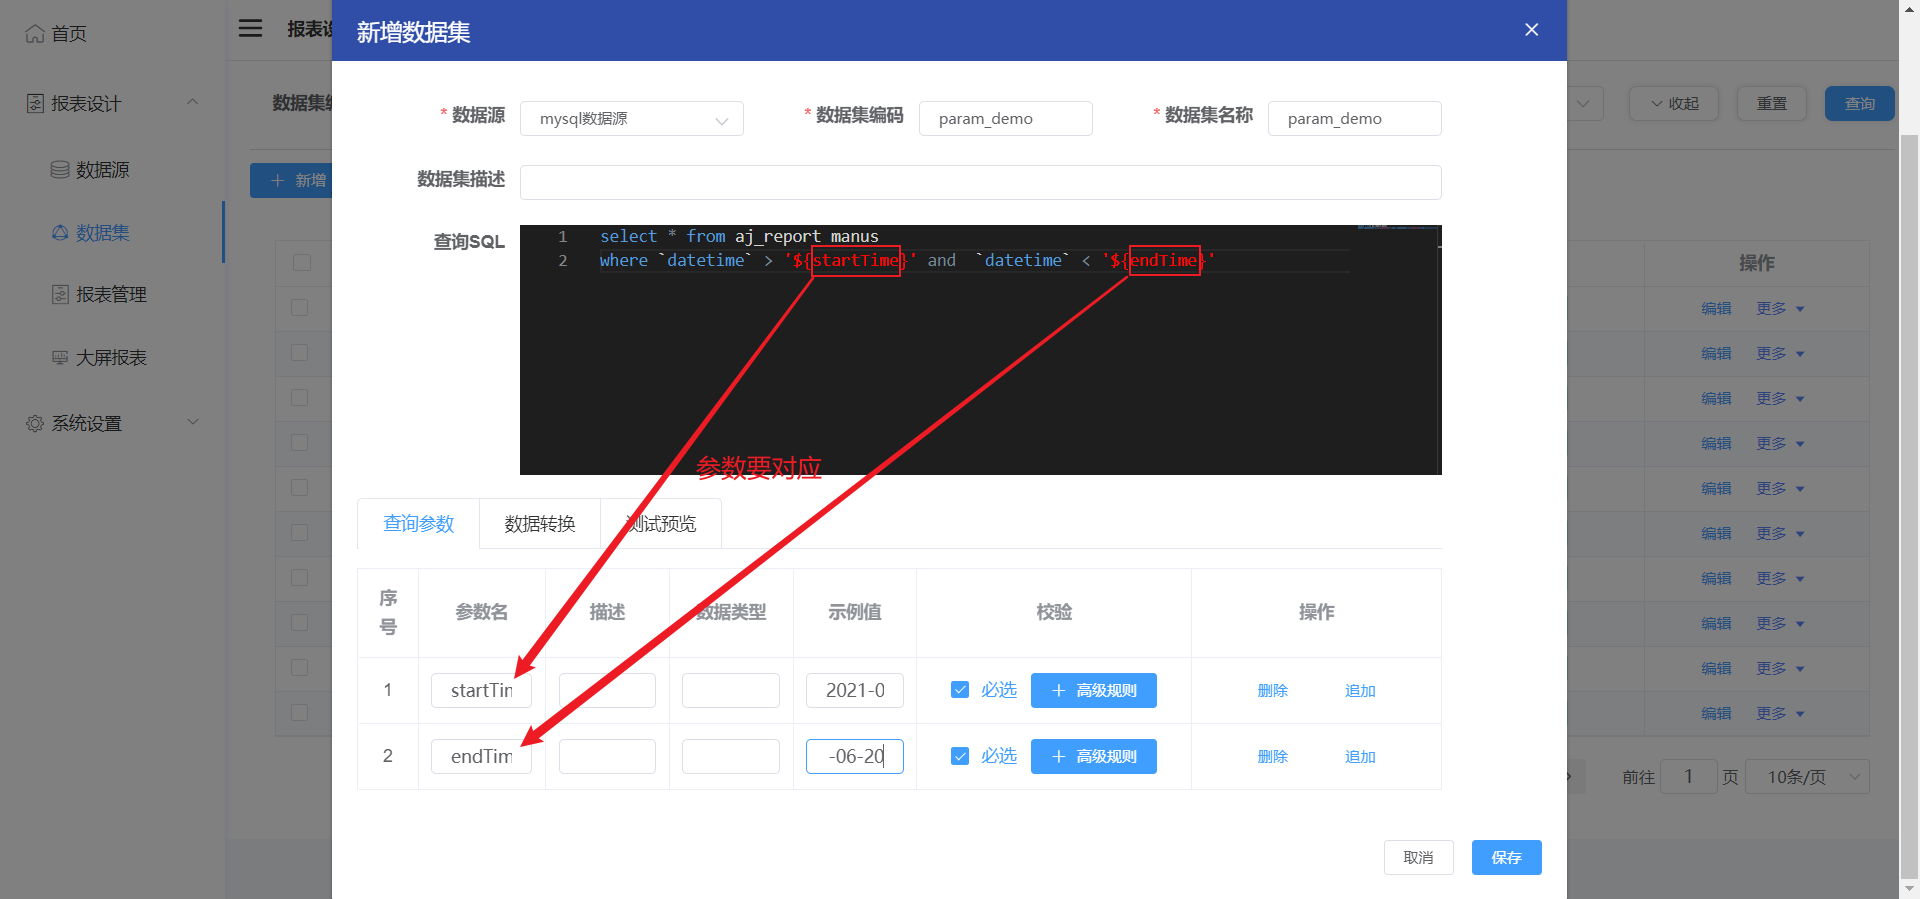 首页
报表设计
数据源
数据集
报表管理
大屏报表
系统设置
新增
收起
重置
查询
操作
编辑 更多
编辑 更多
编辑 更多
编辑 更多
编辑 更多
编辑 更多
编辑 更多
编辑 更多
编辑 更多
编辑 更多
前往 1 页 10条/页
新增数据集
* 数据源 mysql数据源 * 数据集编码 param_demo * 数据集名称 param_demo
数据集描述
查询SQL
1 select * from aj_report_manus
2 where `datetime` > '${startTime}' and `datetime` < '${endTime}'
参数要对应
查询参数 数据转换 测试预览
序号 参数名 描述 数据类型 示例值 校验 操作
1 startTim 2021-0 必选 高级规则 删除 追加
2 endTim -06-20 必选 高级规则 删除 追加
取消 保存